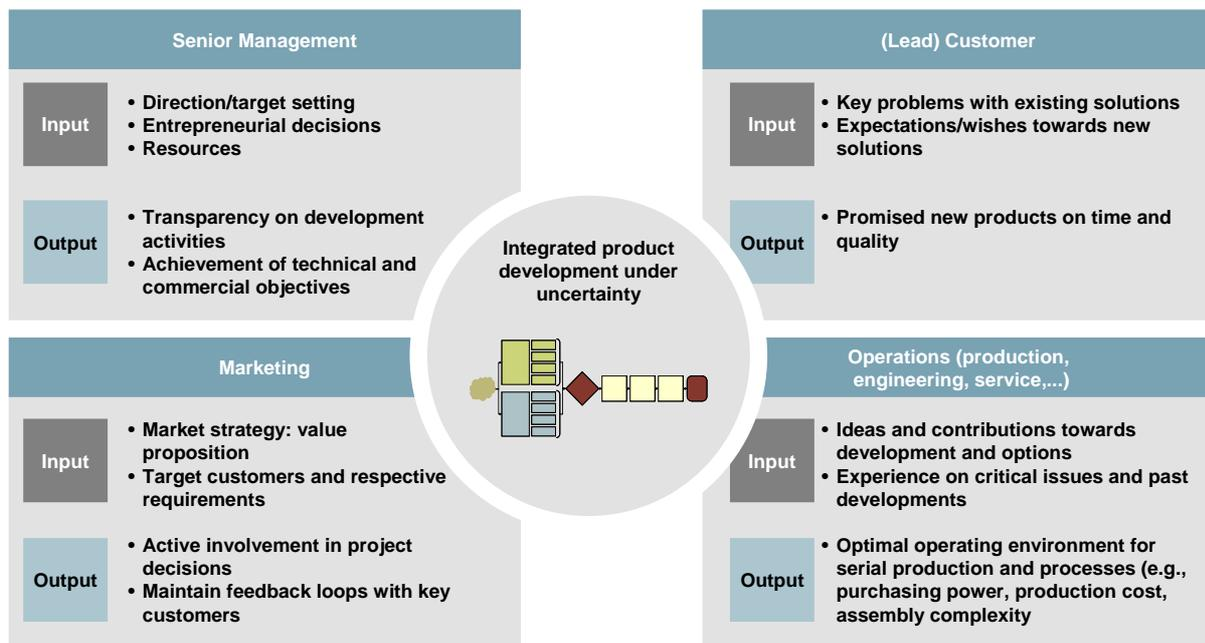 Senior Management
Input
• Direction/target setting
• Entrepreneurial decisions
• Resources
Output
• Transparency on development
activities
• Achievement of technical and
commercial objectives
(Lead) Customer
Input
• Key problems with existing solutions
• Expectations/wishes towards new
solutions
Output
• Promised new products on time and
quality
Integrated product
development under
uncertainty
Marketing
Input
• Market strategy: value
proposition
• Target customers and respective
requirements
Output
• Active involvement in project
decisions
• Maintain feedback loops with key
customers
Operations (production,
engineering, service,...)
Input
• Ideas and contributions towards
development and options
• Experience on critical issues and past
developments
Output
• Optimal operating environment for
serial production and processes (e.g.,
purchasing power, production cost,
assembly complexity